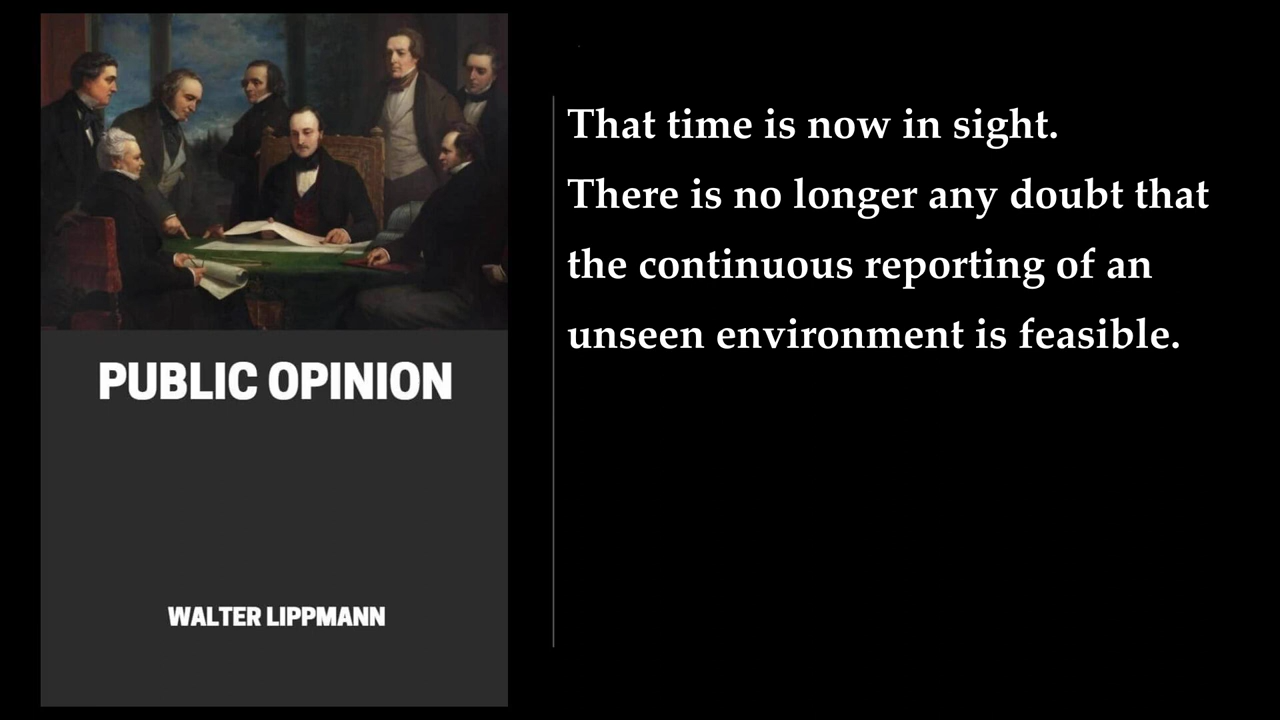 PUBLIC OPINION
WALTER LIPPMANN
That time is now in sight.
There is no longer any doubt that
the continuous reporting of an
unseen environment is feasible.